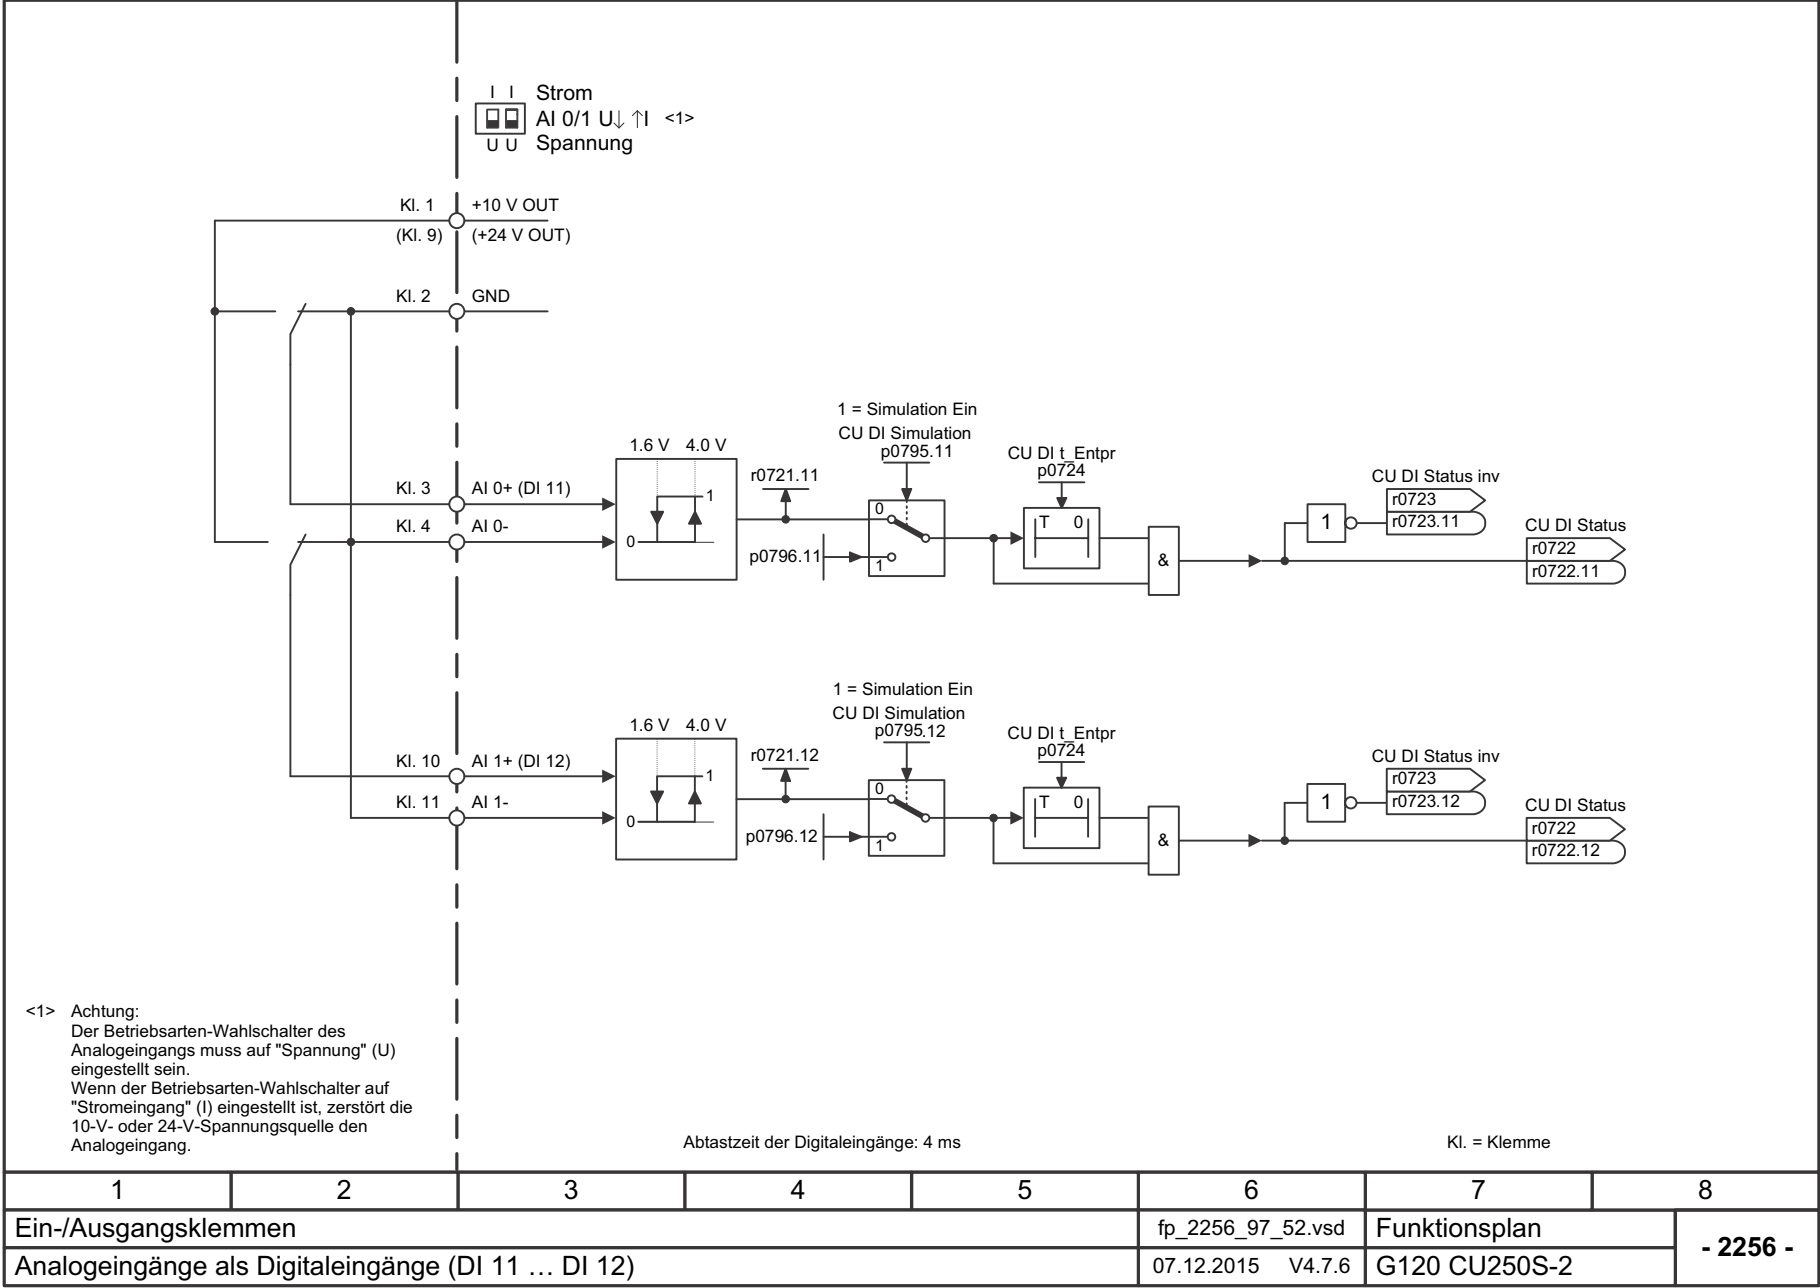 I I Strom
AI 0/1 U↓ ↑I <1>
U U Spannung
Kl. 1 +10 V OUT
(Kl. 9) (+24 V OUT)
Kl. 2 GND
1 = Simulation Ein
CU DI Simulation
p0795.11
1.6 V 4.0 V
CU DI t_Entpr
p0724
r0721.11
CU DI Status inv
r0723
r0723.11
Kl. 3 AI 0+ (DI 11)
Kl. 4 AI 0-
1
0
0
1
T 0
1
p0796.11
&
CU DI Status
r0722
r0722.11
1 = Simulation Ein
CU DI Simulation
p0795.12
1.6 V 4.0 V
CU DI t_Entpr
p0724
r0721.12
CU DI Status inv
r0723
r0723.12
Kl. 10 AI 1+ (DI 12)
Kl. 11 AI 1-
1
0
0
1
T 0
1
p0796.12
&
CU DI Status
r0722
r0722.12
<1> Achtung:
Der Betriebsarten-Wahlschalter des
Analogeingangs muss auf "Spannung" (U)
eingestellt sein.
Wenn der Betriebsarten-Wahlschalter auf
"Stromeingang" (I) eingestellt ist, zerstört die
10-V- oder 24-V-Spannungsquelle den
Analogeingang.
Abtastzeit der Digitaleingänge: 4 ms
Kl. = Klemme
1 2 3 4 5 6 7 8
Ein-/Ausgangsklemmen
fp_2256_97_52.vsd
Funktionsplan
- 2256 -
Analogeingänge als Digitaleingänge (DI 11 … DI 12)
07.12.2015 V4.7.6
G120 CU250S-2